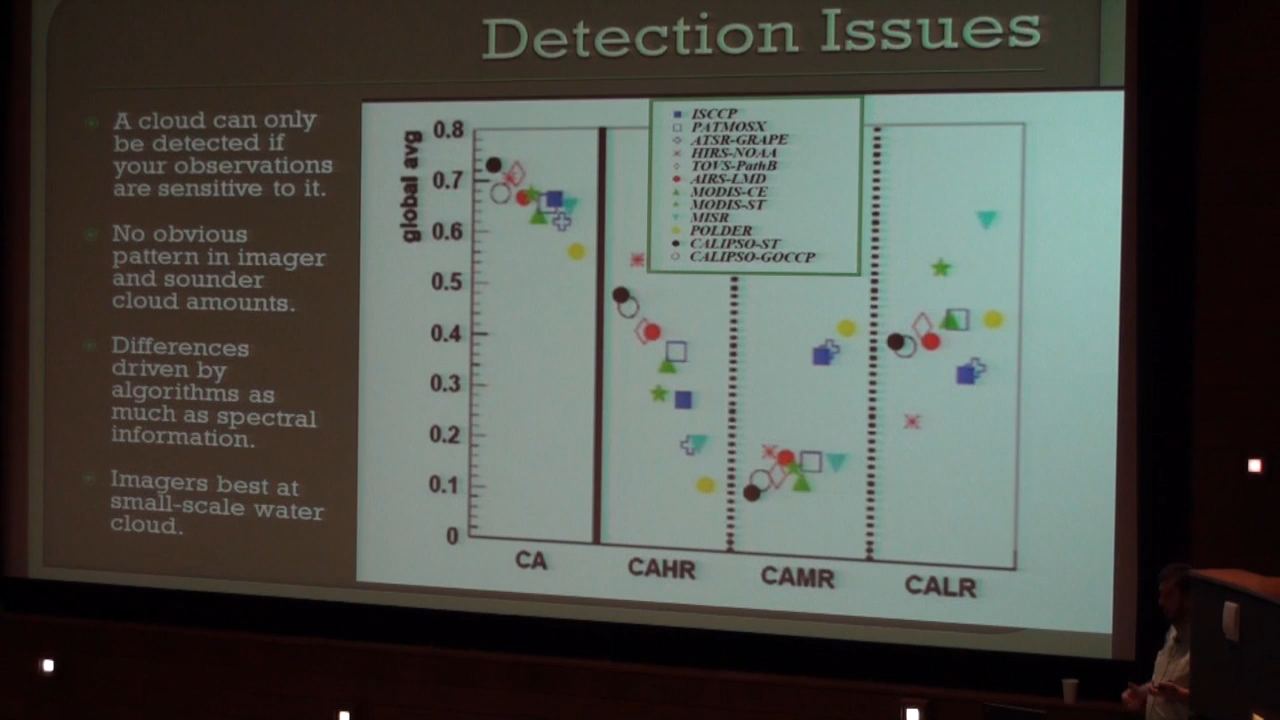 Detection Issues
A cloud can only
be detected if
your observations
are sensitive to it.
No obvious
pattern in imager
and sounder
cloud amounts.
Differences
driven by
algorithms as
much as spectral
information.
Imagers best at
small-scale water
cloud.
global avg
0.8
0.7
0.6
0.5
0.4
0.3
0.2
0.1
0
ISCCP
PATMOSX
ATSR-GRAPE
HIRS-NOAA
TOVS-PathB
AIRS-LMD
MODIS-CE
MODIS-ST
MISR
POLDER
CALIPSO-ST
CALIPSO-GOCCP
CA
CAHR
CAMR
CALR